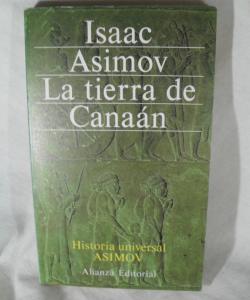 Isaac
Asimov
La tierra de
Canaán
Historia universal
ASIMOV
Alianza Editorial